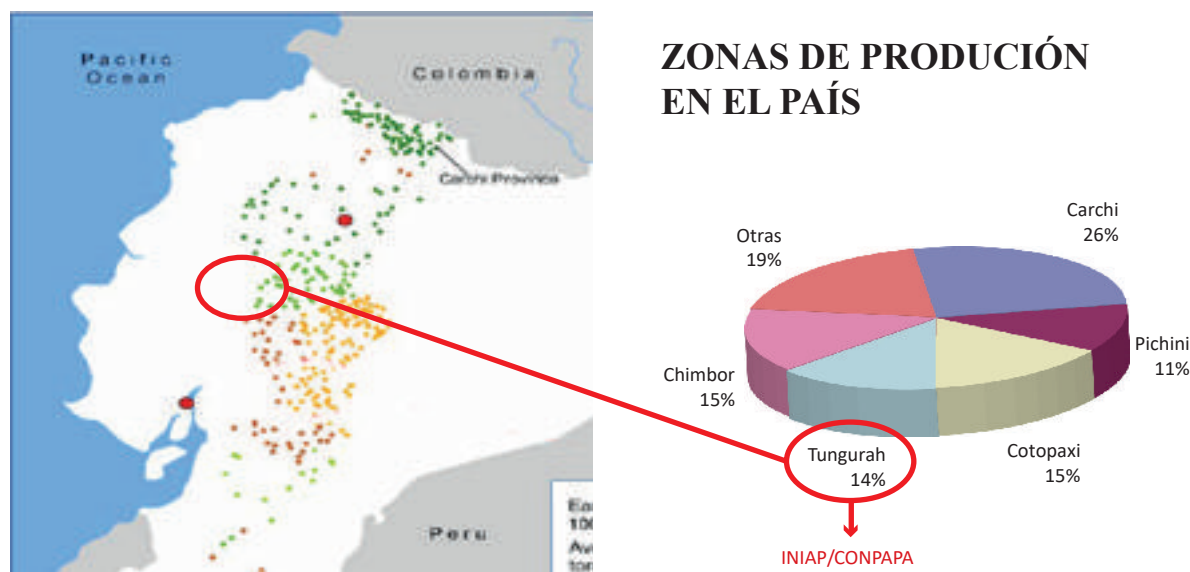 Pacific
Ocean
Colombia
Carchi Province
Peru
ZONAS DE PRODUCIÓN
EN EL PAÍS
Carchi
26%
Otras
19%
Pichini
11%
Chimbor
15%
Tungurah
14%
Cotopaxi
15%
INIAP/CONPAPA